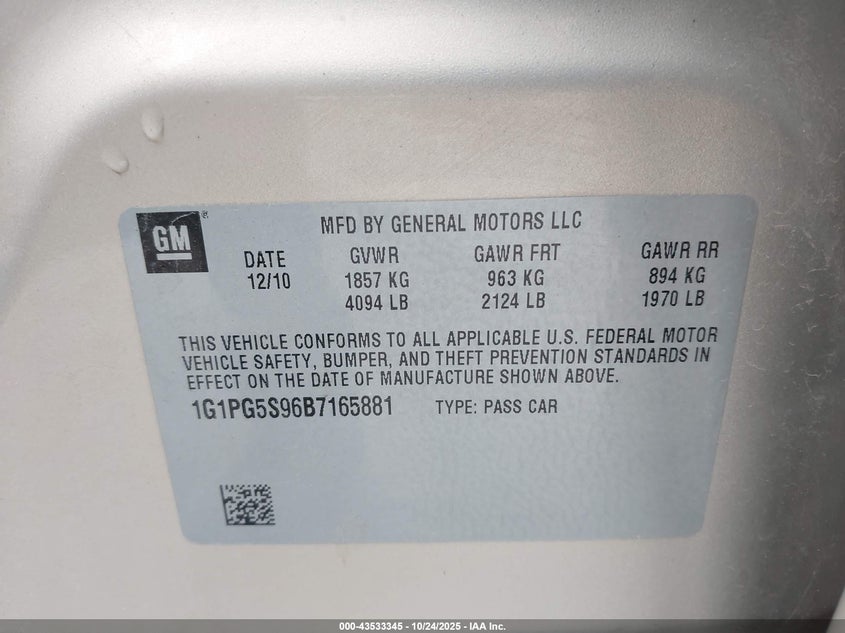 GM®
MFD BY GENERAL MOTORS LLC
DATE GVWR GAWR FRT GAWR RR
12/10 1857 KG 963 KG 894 KG
4094 LB 2124 LB 1970 LB
THIS VEHICLE CONFORMS TO ALL APPLICABLE U.S. FEDERAL MOTOR
VEHICLE SAFETY, BUMPER, AND THEFT PREVENTION STANDARDS IN
EFFECT ON THE DATE OF MANUFACTURE SHOWN ABOVE.
1G1PG5S96B7165881 TYPE: PASS CAR
000-43533345 - 10/24/2025 - IAA Inc.